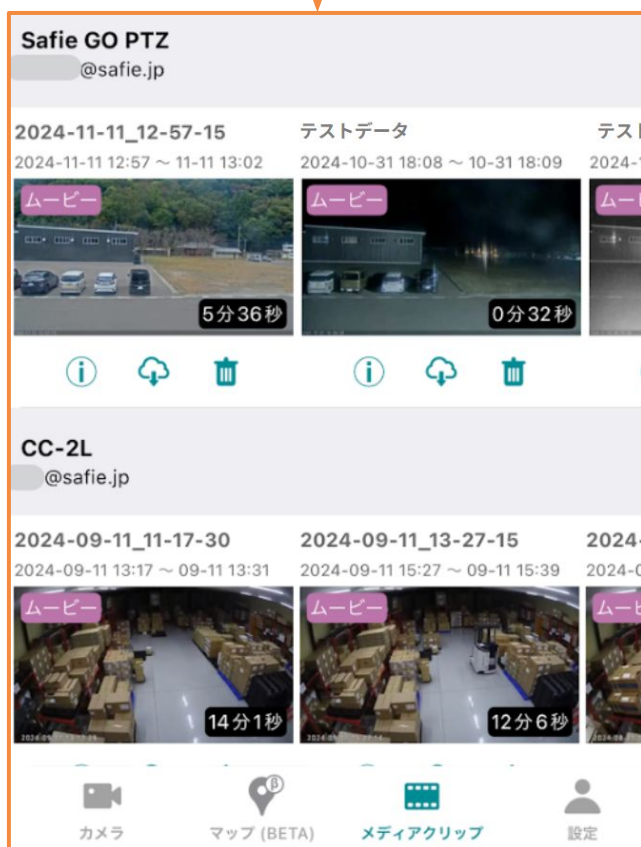 Safie GO PTZ
@safie.jp
2024-11-11_12-57-15
テストデータ
テスト
2024-11-11 12:57 ～ 11-11 13:02
2024-10-31 18:08 ～ 10-31 18:09
ムービー
ムービー
5分36秒
0分32秒
CC-2L
@safie.jp
2024-09-11_11-17-30
2024-09-11_13-27-15
2024-09-11 13:17 ～ 09-11 13:31
2024-09-11 15:27 ～ 09-11 15:39
ムービー
ムービー
14分1秒
12分6秒
カメラ
マップ (BETA)
メディアクリップ
設定